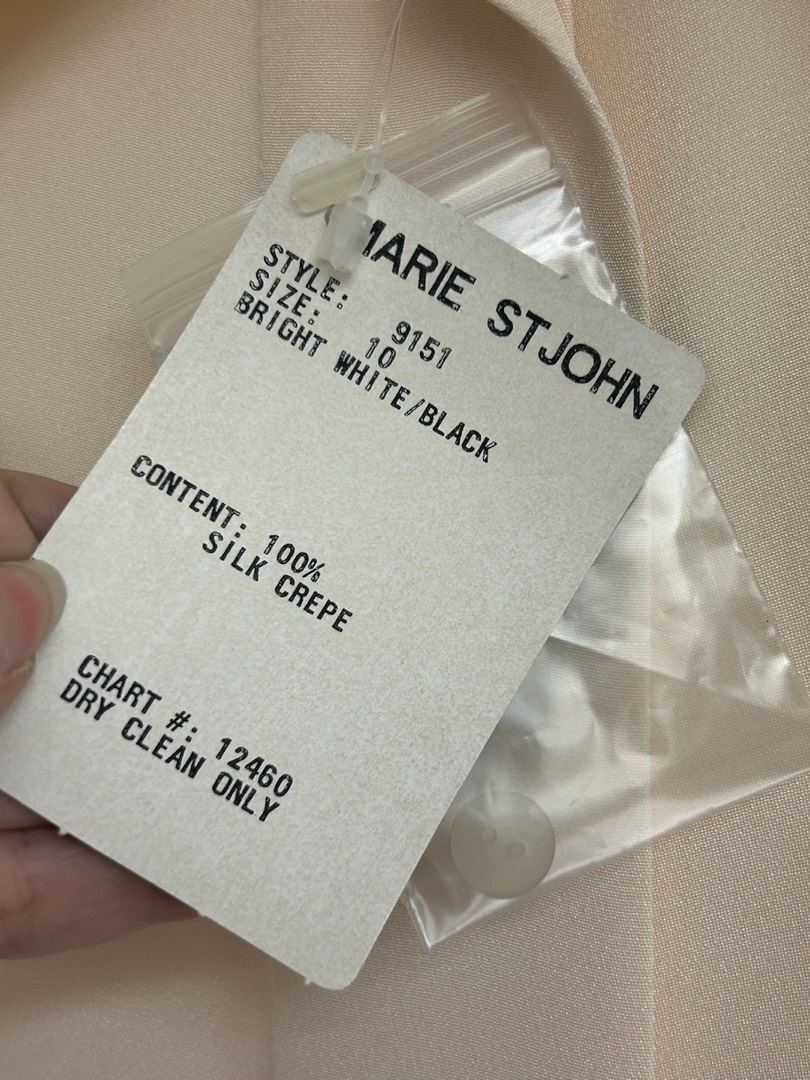 MARIE STJOHN
STYLE: 9151
SIZE: 10
BRIGHT WHITE/BLACK
CONTENT: 100%
SILK CREPE
CHART #: 12460
DRY CLEAN ONLY